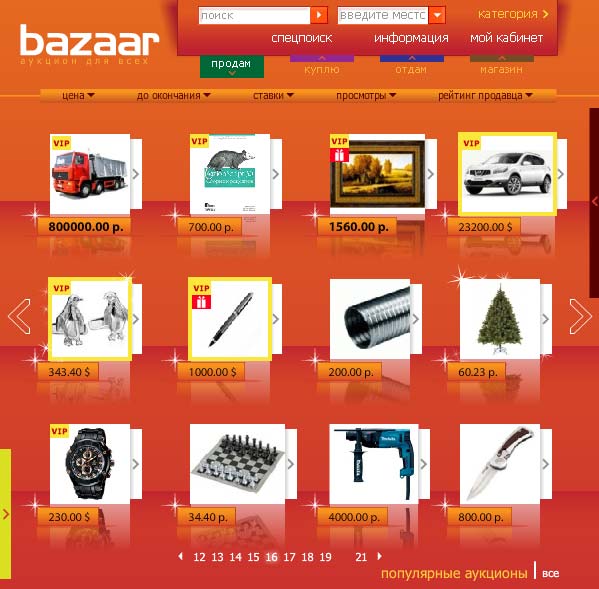 поиск
введите место
категория
bazaar
аукцион для всех
спецпоиск
информация
мой кабинет
продам
куплю
отдам
магазин
цена
до окончания
ставки
просмотры
рейтинг продавца
VIP
VIP
VIP
VIP
800000.00 р.
700.00 р.
1560.00 р.
23200.00 $
VIP
VIP
343.40 $
1000.00 $
200.00 р.
60.23 р.
VIP
makita
230.00 $
34.40 р.
4000.00 р.
800.00 р.
12 13 14 15 16 17 18 19 21
популярные аукционы
все